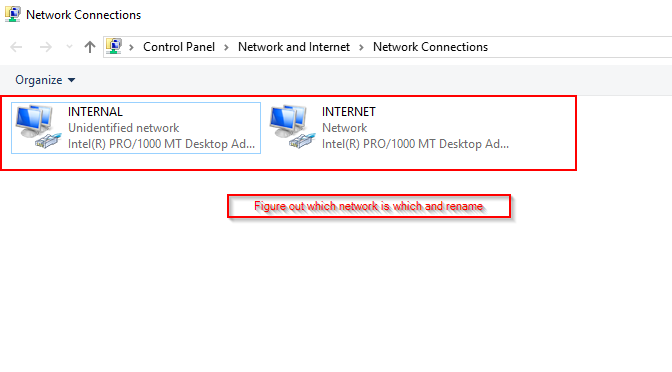 Network Connections
Control Panel > Network and Internet > Network Connections
Organize
INTERNAL
Unidentified network
Intel(R) PRO/1000 MT Desktop Ad...
INTERNET
Network
Intel(R) PRO/1000 MT Desktop Ad...
Figure out which network is which and rename